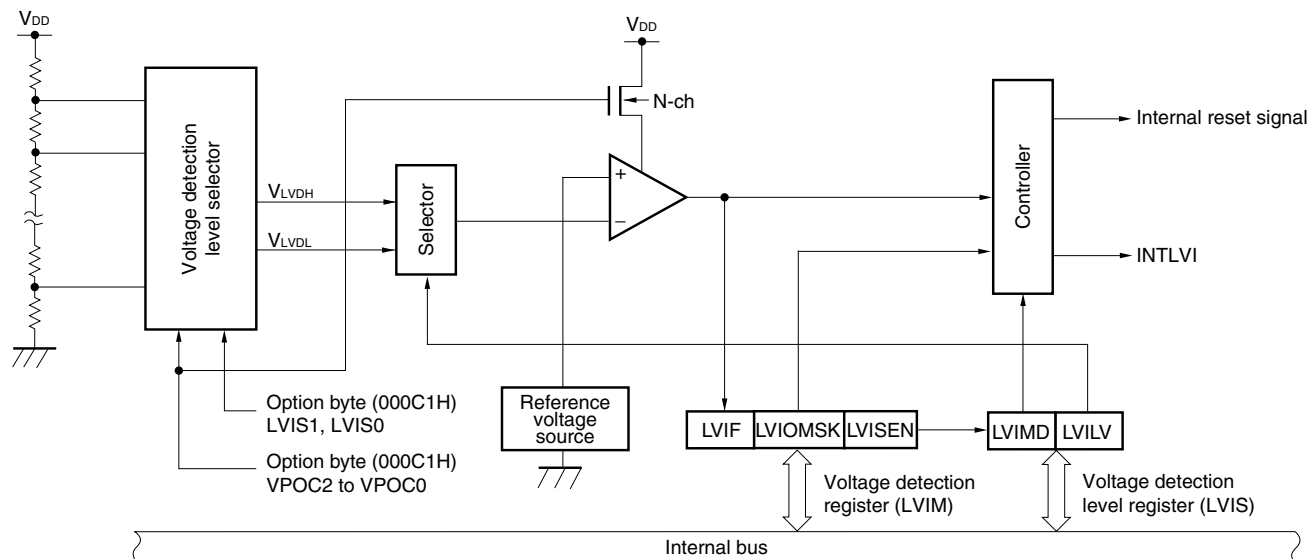 VDD
VDD
N-ch
Voltage detection
level selector
VLVDH
VLVDL
Selector
+
−
Controller
Internal reset signal
INTLVI
Option byte (000C1H)
LVIS1, LVIS0
Option byte (000C1H)
VPOC2 to VPOC0
Reference
voltage
source
LVIF
LVIOMSK
LVISEN
LVIMD
LVILV
Voltage detection
register (LVIM)
Voltage detection
level register (LVIS)
Internal bus